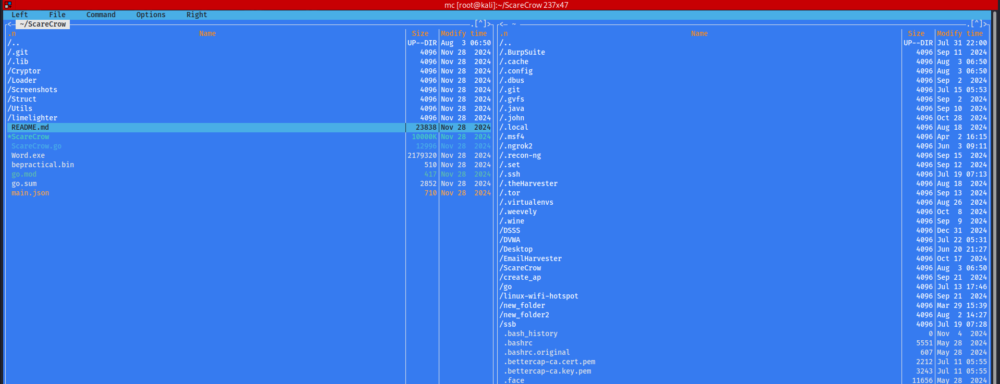 mc [root@kali]:~/ScareCrow 237x47
Left File Command Options Right
<─ ~/ScareCrow .[^]>
.n Name Size Modify time
/.. UP--DIR Aug 3 06:50
/.git 4096 Nov 28 2024
/.lib 4096 Nov 28 2024
/Cryptor 4096 Nov 28 2024
/Loader 4096 Nov 28 2024
/Screenshots 4096 Nov 28 2024
/Struct 4096 Nov 28 2024
/Utils 4096 Nov 28 2024
/limelighter 4096 Nov 28 2024
README.md 23838 Nov 28 2024
*ScareCrow 10000K Nov 28 2024
ScareCrow.go 12996 Nov 28 2024
Word.exe 2179320 Nov 28 2024
bepractical.bin 510 Nov 28 2024
go.mod 417 Nov 28 2024
go.sum 2852 Nov 28 2024
main.json 710 Nov 28 2024
<─ ~ .[^]>
.n Name Size Modify time
/.. UP--DIR Jul 31 22:00
/.BurpSuite 4096 Sep 11 2024
/.cache 4096 Aug 3 06:50
/.config 4096 Aug 3 06:50
/.dbus 4096 Sep 2 2024
/.git 4096 Jul 15 05:53
/.gvfs 4096 Sep 2 2024
/.java 4096 Sep 10 2024
/.john 4096 Oct 28 2024
/.local 4096 Aug 18 2024
/.msf4 4096 Apr 2 16:15
/.ngrok2 4096 Jun 3 09:11
/.recon-ng 4096 Sep 15 2024
/.set 4096 Sep 12 2024
/.ssh 4096 Jul 19 07:13
/.theHarvester 4096 Aug 18 2024
/.tor 4096 Sep 13 2024
/.virtualenvs 4096 Aug 26 2024
/.weevely 4096 Oct 8 2024
/.wine 4096 Sep 9 2024
/DSSS 4096 Dec 31 2024
/DVWA 4096 Jul 22 05:31
/Desktop 4096 Jun 20 21:27
/EmailHarvester 4096 Oct 17 2024
/ScareCrow 4096 Aug 3 06:50
/create_ap 4096 Sep 21 2024
/go 4096 Jul 13 17:46
/linux-wifi-hotspot 4096 Sep 21 2024
/new_folder 4096 Mar 29 15:39
/new_folder2 4096 Aug 2 14:27
/ssb 4096 Jul 19 07:28
.bash_history 0 Nov 4 2024
.bashrc 5551 May 28 2024
.bashrc.original 607 May 28 2024
.bettercap-ca.cert.pem 2212 Jul 11 05:55
.bettercap-ca.key.pem 3243 Jul 11 05:55
.face 11656 May 28 2024